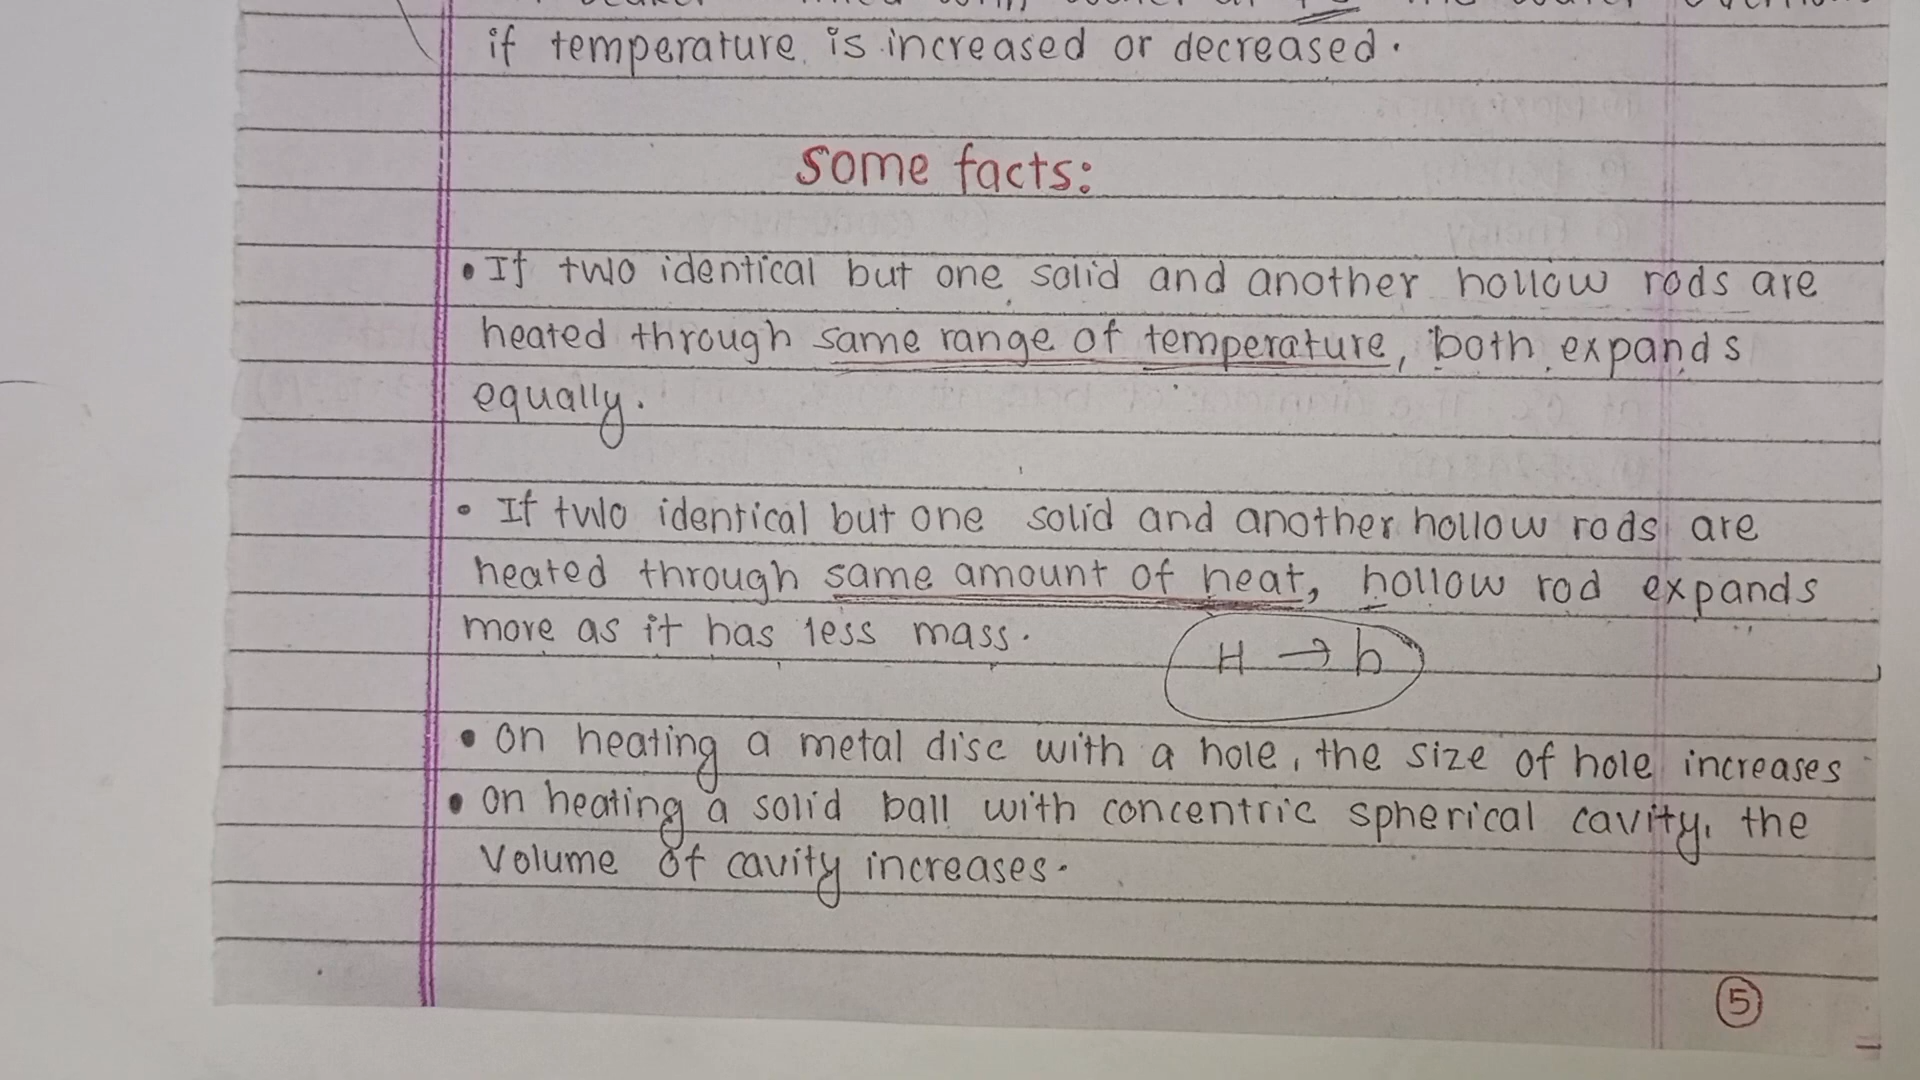 if temperature is increased or decreased.
some facts:
• If two identical but one solid and another hollow rods are
heated through same range of temperature, both expands
equally.
• If two identical but one solid and another hollow rods are
heated through same amount of heat, hollow rod expands
more as it has less mass.
H → h
• on heating a metal disc with a hole, the size of hole increases
• on heating a solid ball with concentric spherical cavity, the
volume of cavity increases.
5